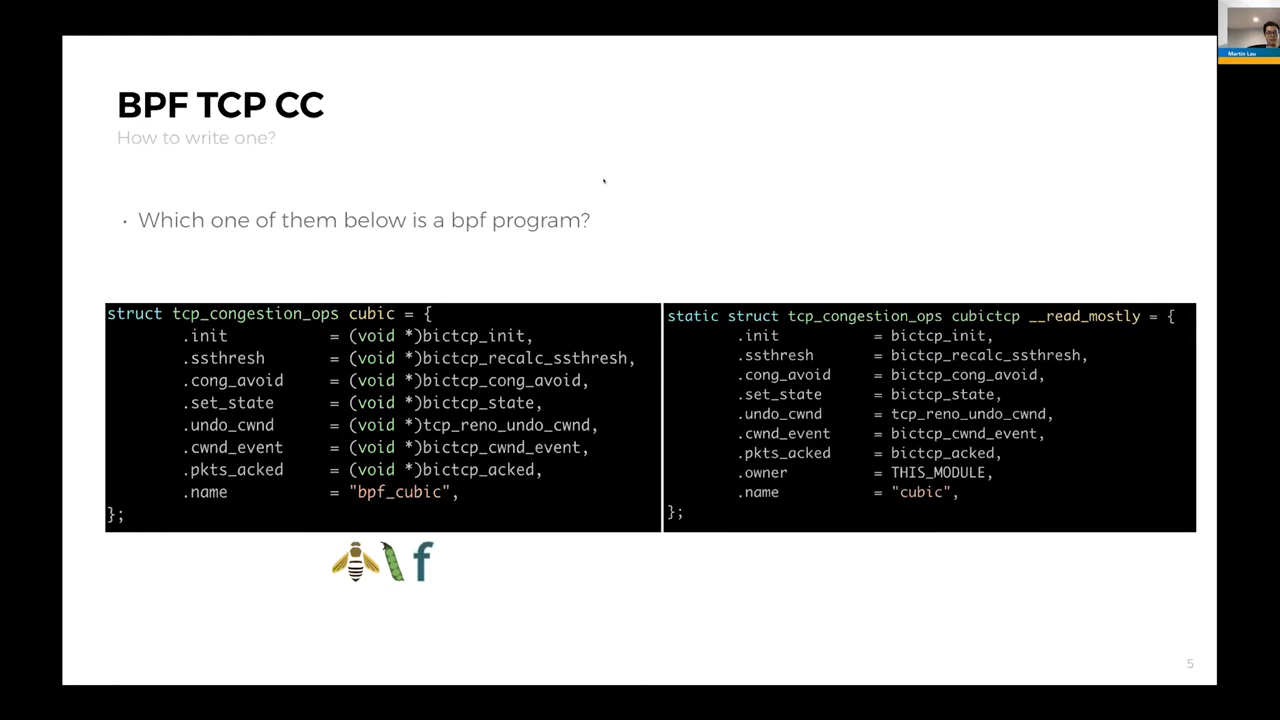 Martin Lau
BPF TCP CC
How to write one?
• Which one of them below is a bpf program?
struct tcp_congestion_ops cubic = {
.init = (void *)bictcp_init,
.ssthresh = (void *)bictcp_recalc_ssthresh,
.cong_avoid = (void *)bictcp_cong_avoid,
.set_state = (void *)bictcp_state,
.undo_cwnd = (void *)tcp_reno_undo_cwnd,
.cwnd_event = (void *)bictcp_cwnd_event,
.pkts_acked = (void *)bictcp_acked,
.name = "bpf_cubic",
};
static struct tcp_congestion_ops cubictcp __read_mostly = {
.init = bictcp_init,
.ssthresh = bictcp_recalc_ssthresh,
.cong_avoid = bictcp_cong_avoid,
.set_state = bictcp_state,
.undo_cwnd = tcp_reno_undo_cwnd,
.cwnd_event = bictcp_cwnd_event,
.pkts_acked = bictcp_acked,
.owner = THIS_MODULE,
.name = "cubic",
};
f
5